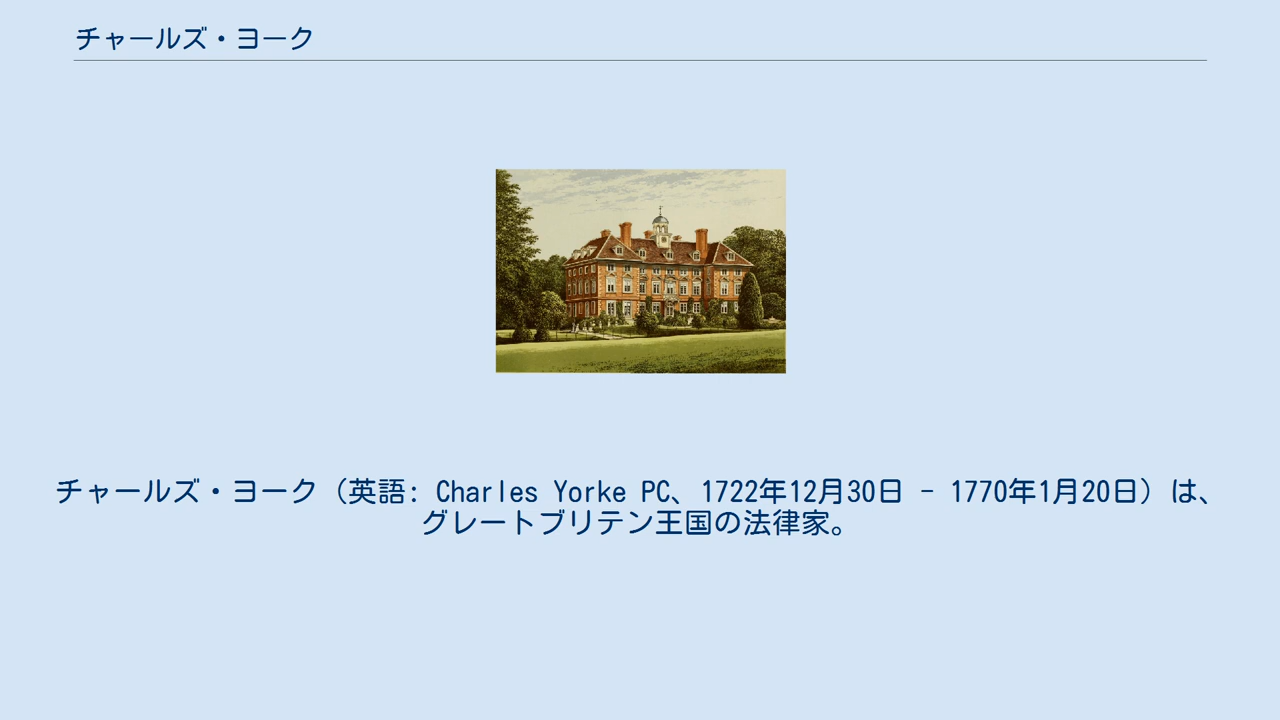 チャールズ・ヨーク
チャールズ・ヨーク（英語: Charles Yorke PC、1722年12月30日 - 1770年1月20日）は、
グレートブリテン王国の法律家。